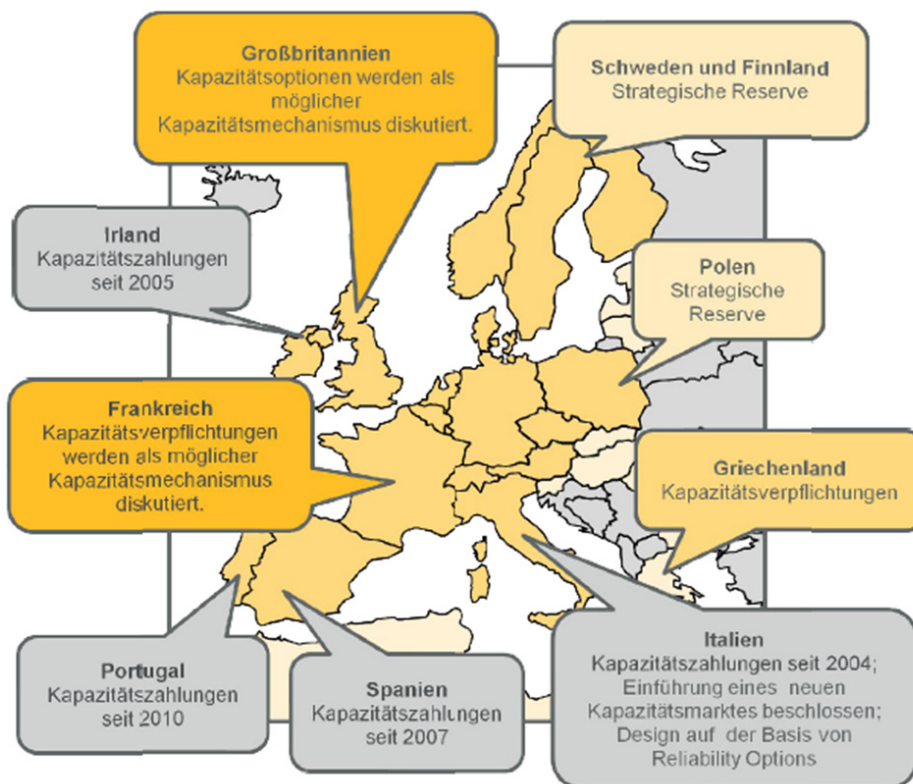 Großbritannien
Kapazitätsoptionen werden als
möglicher
Kapazitätsmechanismus diskutiert.
Schweden und Finnland
Strategische Reserve
Irland
Kapazitätszahlungen
seit 2005
Polen
Strategische
Reserve
Frankreich
Kapazitätsverpflichtungen
werden als möglicher
Kapazitätsmechanismus
diskutiert.
Griechenland
Kapazitätsverpflichtungen
Portugal
Kapazitätszahlungen
seit 2010
Spanien
Kapazitätszahlungen
seit 2007
Italien
Kapazitätszahlungen seit 2004;
Einführung eines neuen
Kapazitätsmarktes beschlossen;
Design auf der Basis von
Reliability Options